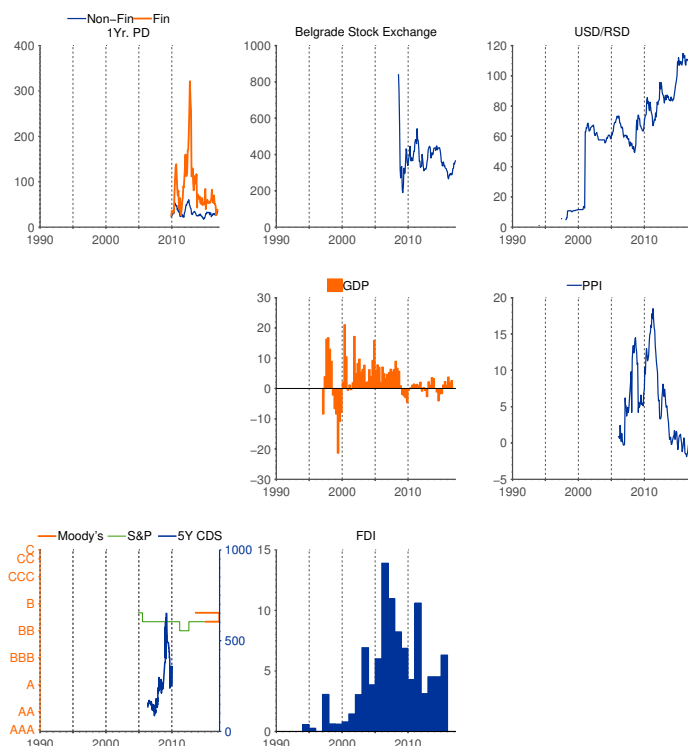 Non−Fin Fin
1Yr. PD
400
300
200
100
0
1990 2000 2010
Belgrade Stock Exchange
1000
800
600
400
200
0
1990 2000 2010
USD/RSD
120
100
80
60
40
20
0
1990 2000 2010
GDP
30
20
10
0
−10
−20
−30
1990 2000 2010
PPI
20
15
10
5
0
−5
1990 2000 2010
Moody's S&P 5Y CDS
C
CC
CCC
B
BB
BBB
A
AA
AAA
1000
500
0
1990 2000 2010
FDI
15
10
5
0
1990 2000 2010